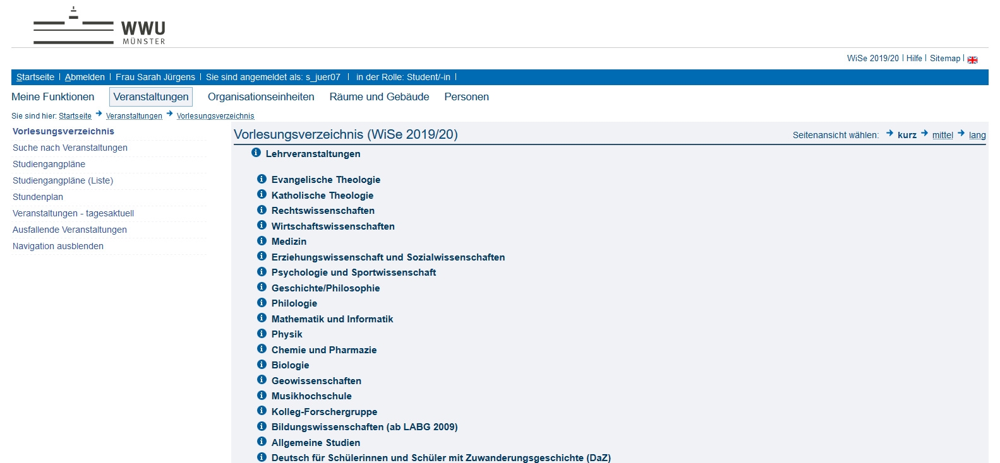 WWU
MÜNSTER
WiSe 2019/20 | Hilfe | Sitemap |
Startseite | Abmelden | Frau Sarah Jürgens | Sie sind angemeldet als: s_juer07 | in der Rolle: Student/-in |
Meine Funktionen Veranstaltungen Organisationseinheiten Räume und Gebäude Personen
Sie sind hier: Startseite → Veranstaltungen → Vorlesungsverzeichnis
Vorlesungsverzeichnis
Suche nach Veranstaltungen
Studiengangpläne
Studiengangpläne (Liste)
Stundenplan
Veranstaltungen - tagesaktuell
Ausfallende Veranstaltungen
Navigation ausblenden
Vorlesungsverzeichnis (WiSe 2019/20)
Seitenansicht wählen: → kurz → mittel → lang
Lehrveranstaltungen
Evangelische Theologie
Katholische Theologie
Rechtswissenschaften
Wirtschaftswissenschaften
Medizin
Erziehungswissenschaft und Sozialwissenschaften
Psychologie und Sportwissenschaft
Geschichte/Philosophie
Philologie
Mathematik und Informatik
Physik
Chemie und Pharmazie
Biologie
Geowissenschaften
Musikhochschule
Kolleg-Forschergruppe
Bildungswissenschaften (ab LABG 2009)
Allgemeine Studien
Deutsch für Schülerinnen und Schüler mit Zuwanderungsgeschichte (DaZ)